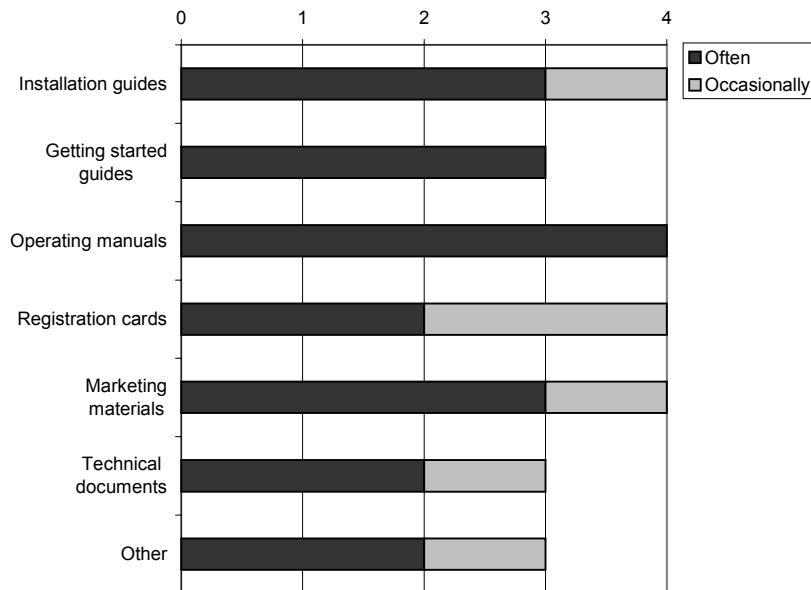 0 1 2 3 4
Often
Occasionally
Installation guides
Getting started
guides
Operating manuals
Registration cards
Marketing
materials
Technical
documents
Other